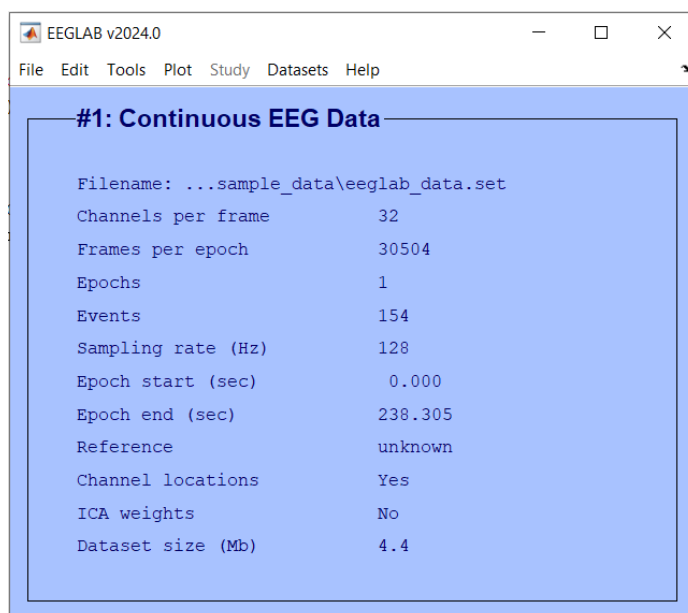 EEGLAB v2024.0
File Edit Tools Plot Study Datasets Help
#1: Continuous EEG Data
Filename: ...sample_data\eeglab_data.set
Channels per frame 32
Frames per epoch 30504
Epochs 1
Events 154
Sampling rate (Hz) 128
Epoch start (sec) 0.000
Epoch end (sec) 238.305
Reference unknown
Channel locations Yes
ICA weights No
Dataset size (Mb) 4.4